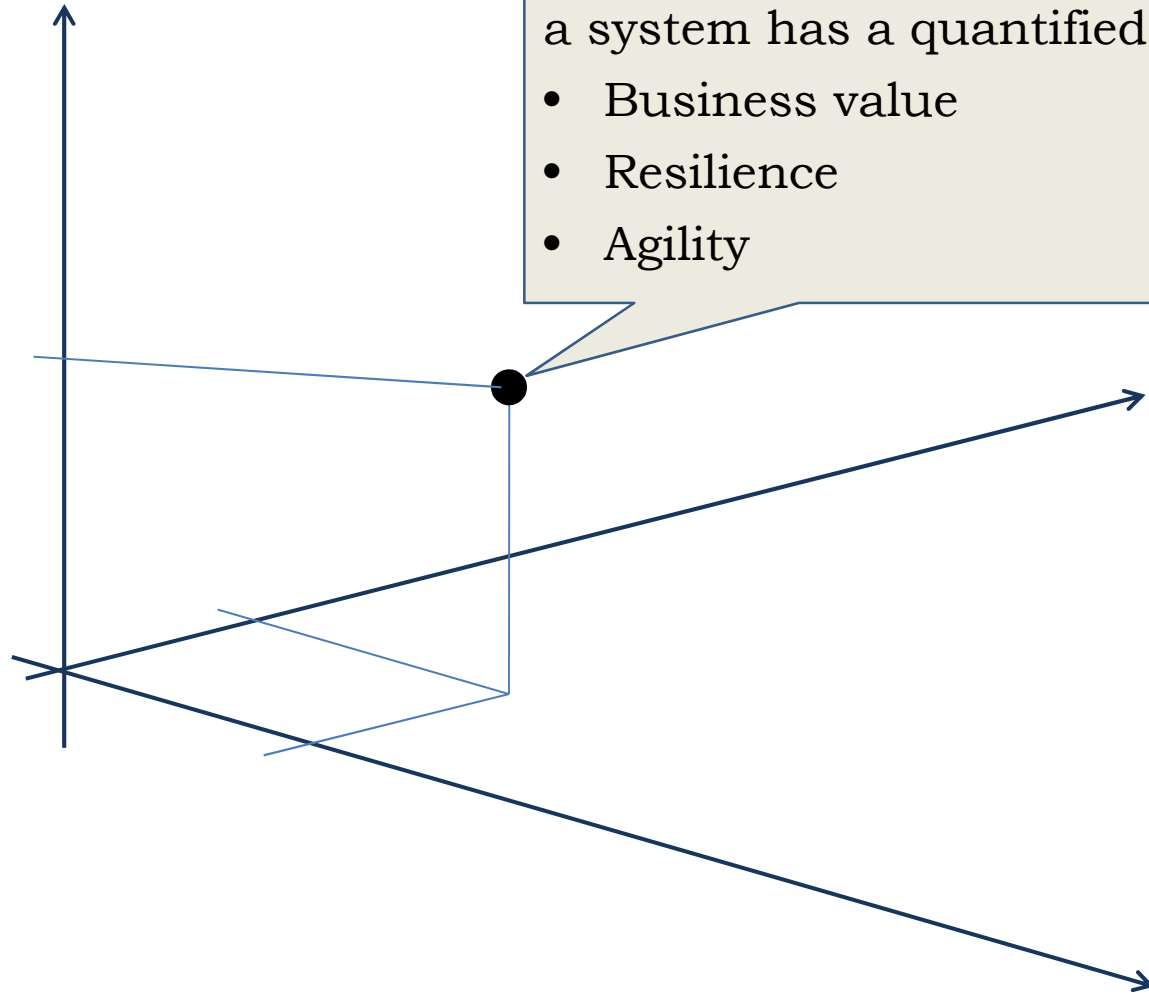 a system has a quantified
• Business value
• Resilience
• Agility